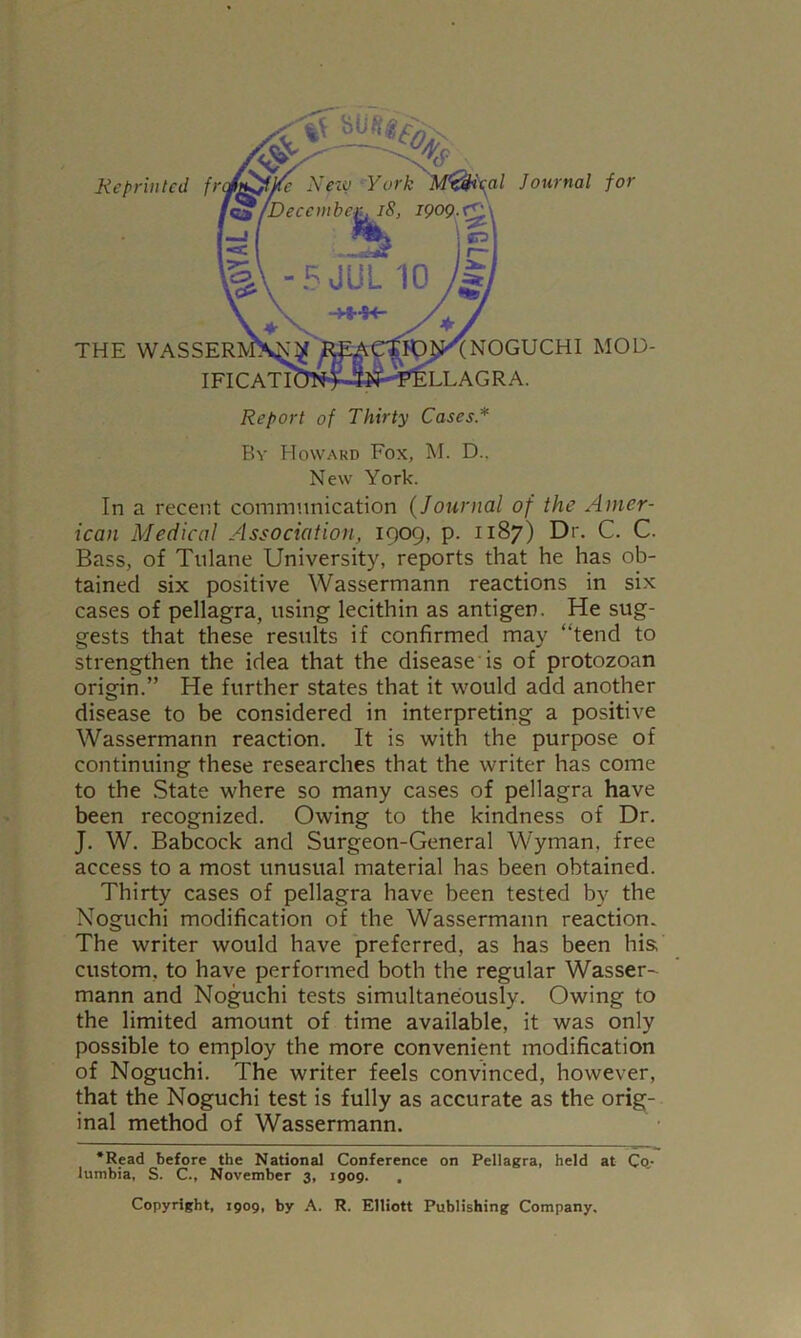 Reprinted from the New York Medical Journal for
December 18, 1909.
ROYAL COLLEGE OF SURGEONS ENGLAND
- 5 JUL 10
THE WASSERMANN REACTION (NOGUCHI MOD-
IFICATION) IN PELLAGRA.
Report of Thirty Cases.*
By Howard Fox, M. D.,
New York.
In a recent communication (Journal of the Amer-
ican Medical Association, 1909, p. 1187) Dr. C. C.
Bass, of Tulane University, reports that he has ob-
tained six positive Wassermann reactions in six
cases of pellagra, using lecithin as antigen. He sug-
gests that these results if confirmed may “tend to
strengthen the idea that the disease is of protozoan
origin.” He further states that it would add another
disease to be considered in interpreting a positive
Wassermann reaction. It is with the purpose of
continuing these researches that the writer has come
to the State where so many cases of pellagra have
been recognized. Owing to the kindness of Dr.
J. W. Babcock and Surgeon-General Wyman, free
access to a most unusual material has been obtained.
Thirty cases of pellagra have been tested by the
Noguchi modification of the Wassermann reaction.
The writer would have preferred, as has been his
custom, to have performed both the regular Wasser-
mann and Noguchi tests simultaneously. Owing to
the limited amount of time available, it was only
possible to employ the more convenient modification
of Noguchi. The writer feels convinced, however,
that the Noguchi test is fully as accurate as the orig-
inal method of Wassermann.
*Read before the National Conference on Pellagra, held at Co-
lumbia, S. C., November 3, 1909.
Copyright, 1909, by A. R. Elliott Publishing Company.